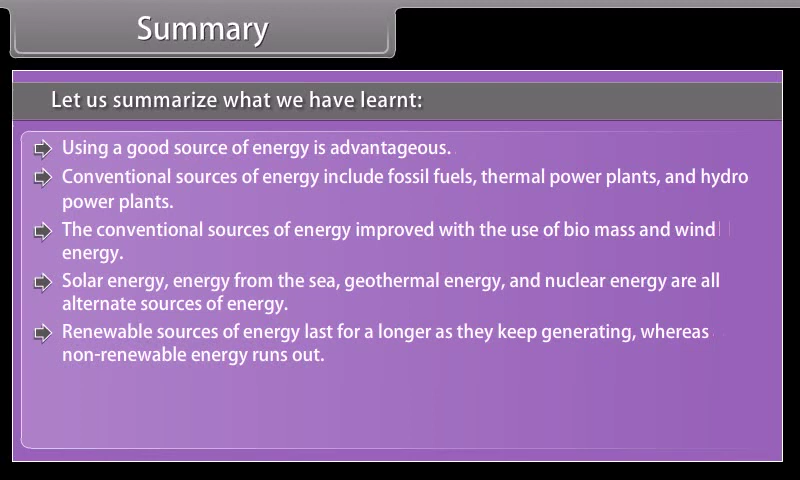 Summary
Let us summarize what we have learnt:
Using a good source of energy is advantageous.
Conventional sources of energy include fossil fuels, thermal power plants, and hydro
power plants.
The conventional sources of energy improved with the use of bio mass and wind
energy.
Solar energy, energy from the sea, geothermal energy, and nuclear energy are all
alternate sources of energy.
Renewable sources of energy last for a longer as they keep generating, whereas
non-renewable energy runs out.